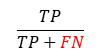 TP
TP + FN